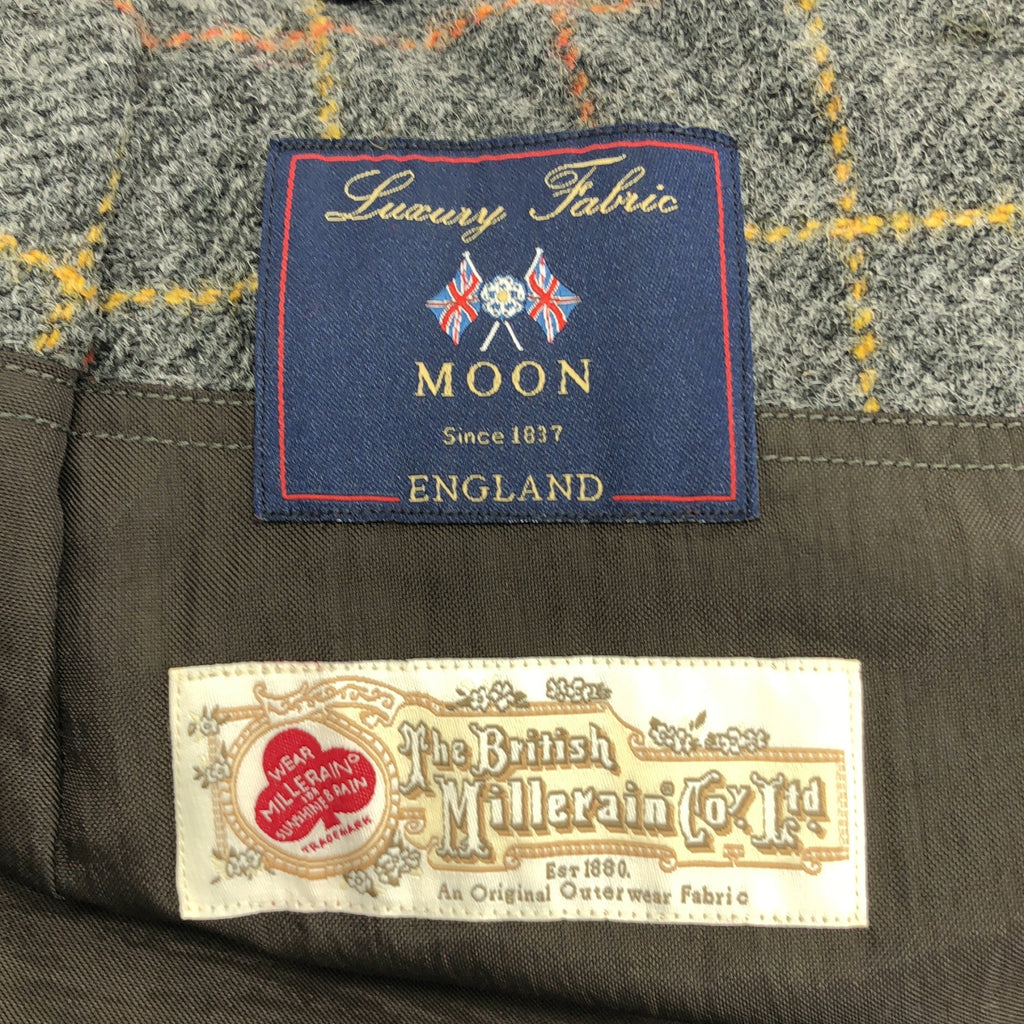 Luxury Fabric
MOON
Since 1837
ENGLAND
WEAR
MILLERAIN
FOR
SUNSHINE & RAIN
TRADEMARK
The British
Millerain Coy. Ltd.
EST 1880.
An Original Outerwear Fabric